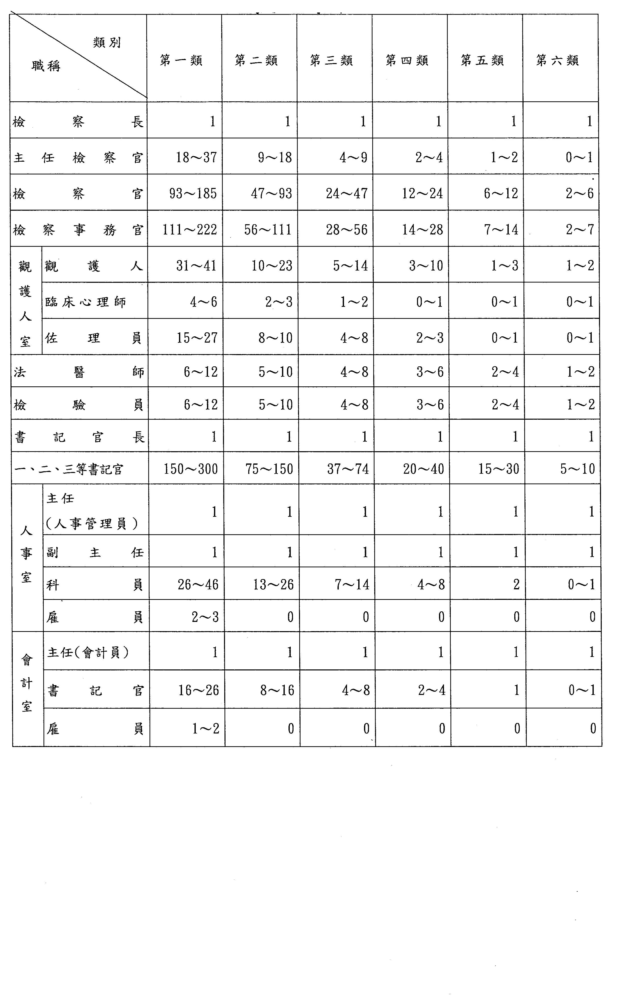 類別
職稱
第一類 第二類 第三類 第四類 第五類 第六類
檢察長 1 1 1 1 1 1
主任檢察官 18～37 9～18 4～9 2～4 1～2 0～1
檢察官 93～185 47～93 24～47 12～24 6～12 2～6
檢察事務官 111～222 56～111 28～56 14～28 7～14 2～7
觀護人室
觀護人 31～41 10～23 5～14 3～10 1～3 1～2
臨床心理師 4～6 2～3 1～2 0～1 0～1 0～1
佐理員 15～27 8～10 4～8 2～3 0～1 0～1
法醫師 6～12 5～10 4～8 3～6 2～4 1～2
檢驗員 6～12 5～10 4～8 3～6 2～4 1～2
書記官長 1 1 1 1 1 1
一、二、三等書記官 150～300 75～150 37～74 20～40 15～30 5～10
人事室
主任
(人事管理員) 1 1 1 1 1 1
副主任 1 1 1 1 1 1
科員 26～46 13～26 7～14 4～8 2 0～1
雇員 2～3 0 0 0 0 0
會計室
主任(會計員) 1 1 1 1 1 1
書記官 16～26 8～16 4～8 2～4 1 0～1
雇員 1～2 0 0 0 0 0